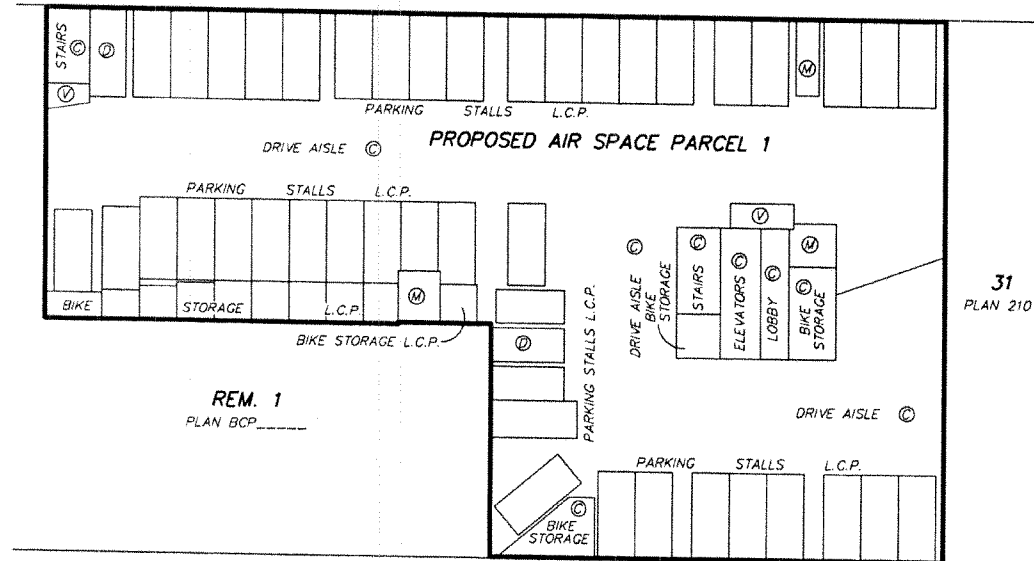 STAIRS
C
D
V
M
PARKING STALLS L.C.P.
PROPOSED AIR SPACE PARCEL 1
DRIVE AISLE C
PARKING STALLS L.C.P.
V
DRIVE AISLE C
BIKE STORAGE
STAIRS C
ELEVATORS C
LOBBY C
M
BIKE STORAGE C
31
PLAN 210
BIKE STORAGE L.C.P.
M
BIKE STORAGE L.C.P.
D
PARKING STALLS L.C.P.
REM. 1
PLAN BCP_____
DRIVE AISLE C
PARKING STALLS L.C.P.
C
BIKE
STORAGE